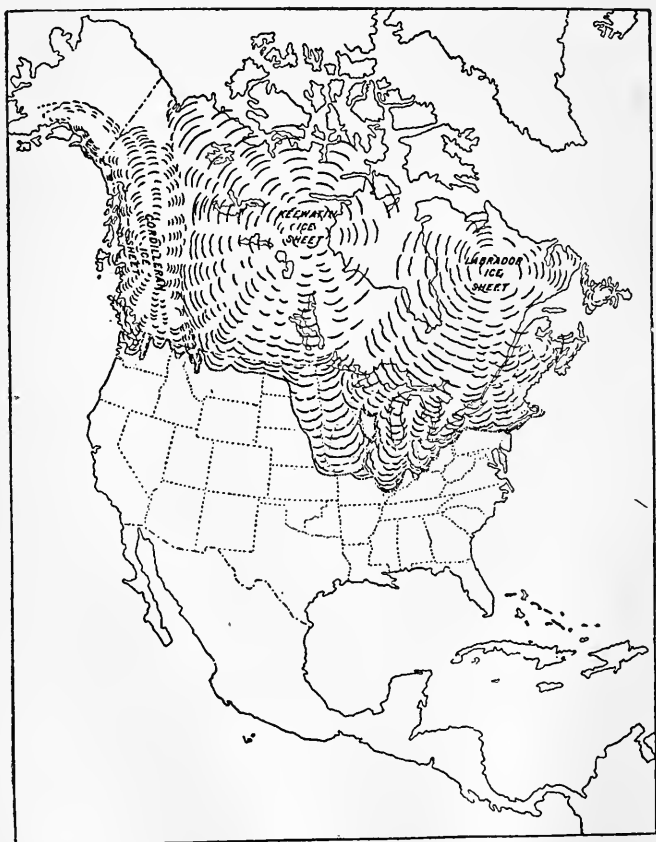 CORDILLERAN
ICE
SHEET
KEEWATIN
ICE
SHEET
LABRADOR
ICE
SHEET